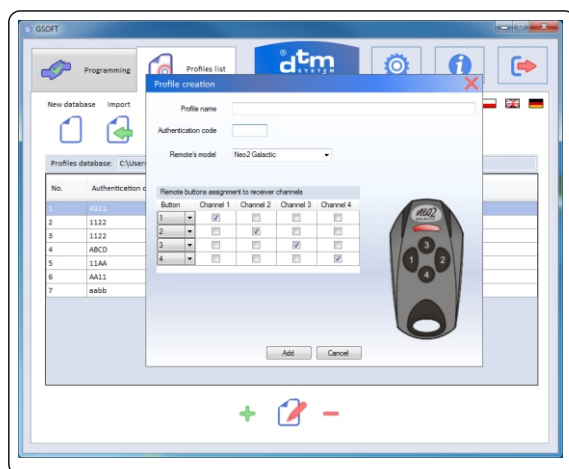 GSOFT
Programming
Profiles list
dtm
SYSTEM
Profile creation
New database Import
Profile name
Authentication code
Remote's model Neo2 Galactic
Profiles database: C:\Users
Remote buttons assignment to receiver channels
No. Authentication c
Button Channel 1 Channel 2 Channel 3 Channel 4
1
2
3
4
neo2
GALACTIC
3
1 2
4
1 4321
2 1122
3 1122
4 ABCD
5 11AA
6 AA11
7 aabb
Add Cancel